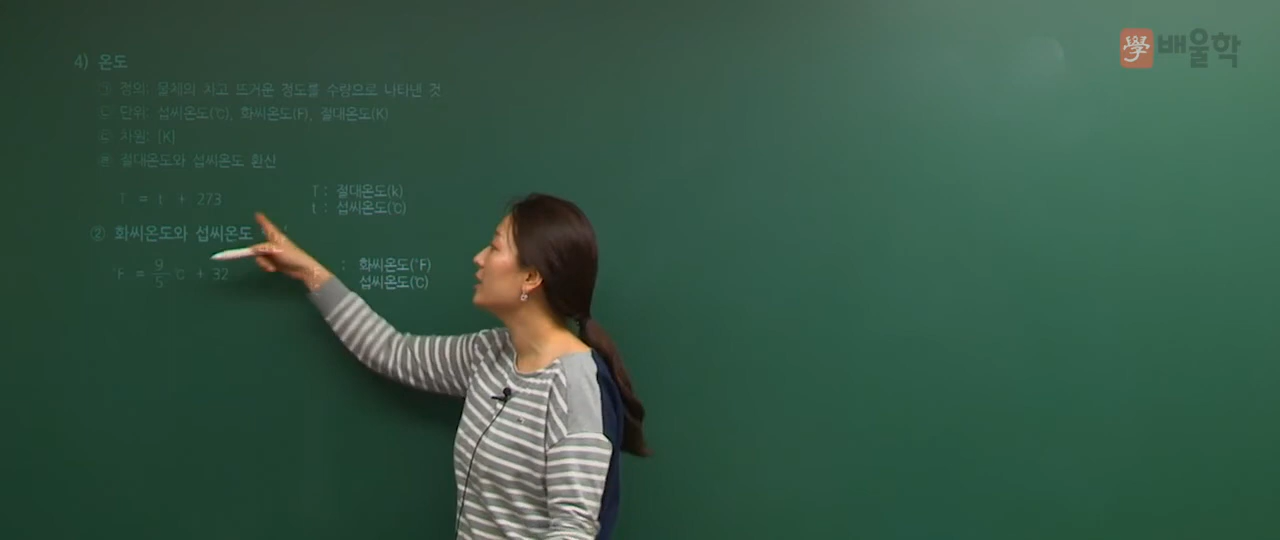 學 배울학
4) 온도
㉠ 정의: 물체의 차고 뜨거운 정도를 수량으로 나타낸 것
㉡ 단위: 섭씨온도(℃), 화씨온도(℉), 절대온도(K)
㉢ 차원: [K]
절대온도와 섭씨온도 환산
T = t + 273
T : 절대온도(k)
t : 섭씨온도(℃)
② 화씨온도와 섭씨온도
℉ = 9/5 ℃ + 32
: 화씨온도(℉)
섭씨온도(℃)